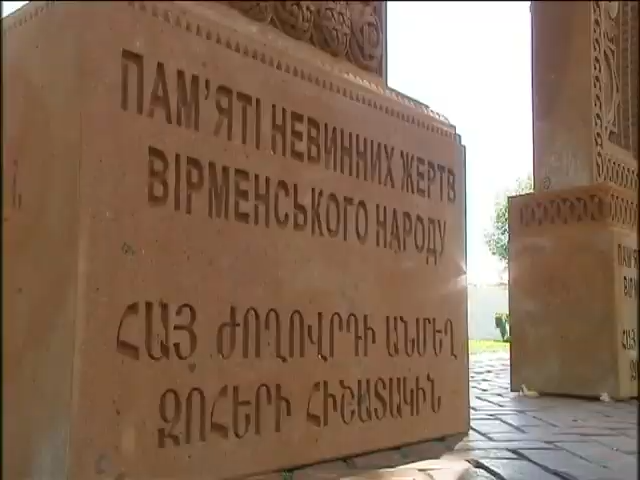 ПАМ’ЯТІ НЕВИННИХ ЖЕРТВ
ВІРМЕНСЬКОГО НАРОДУ
ՀԱՅ ԺՈՂՈՎՐԴԻ ԱՆՄԵՂ
ԶՈՀԵՐԻ ՀԻՇԱՏԱԿԻՆ